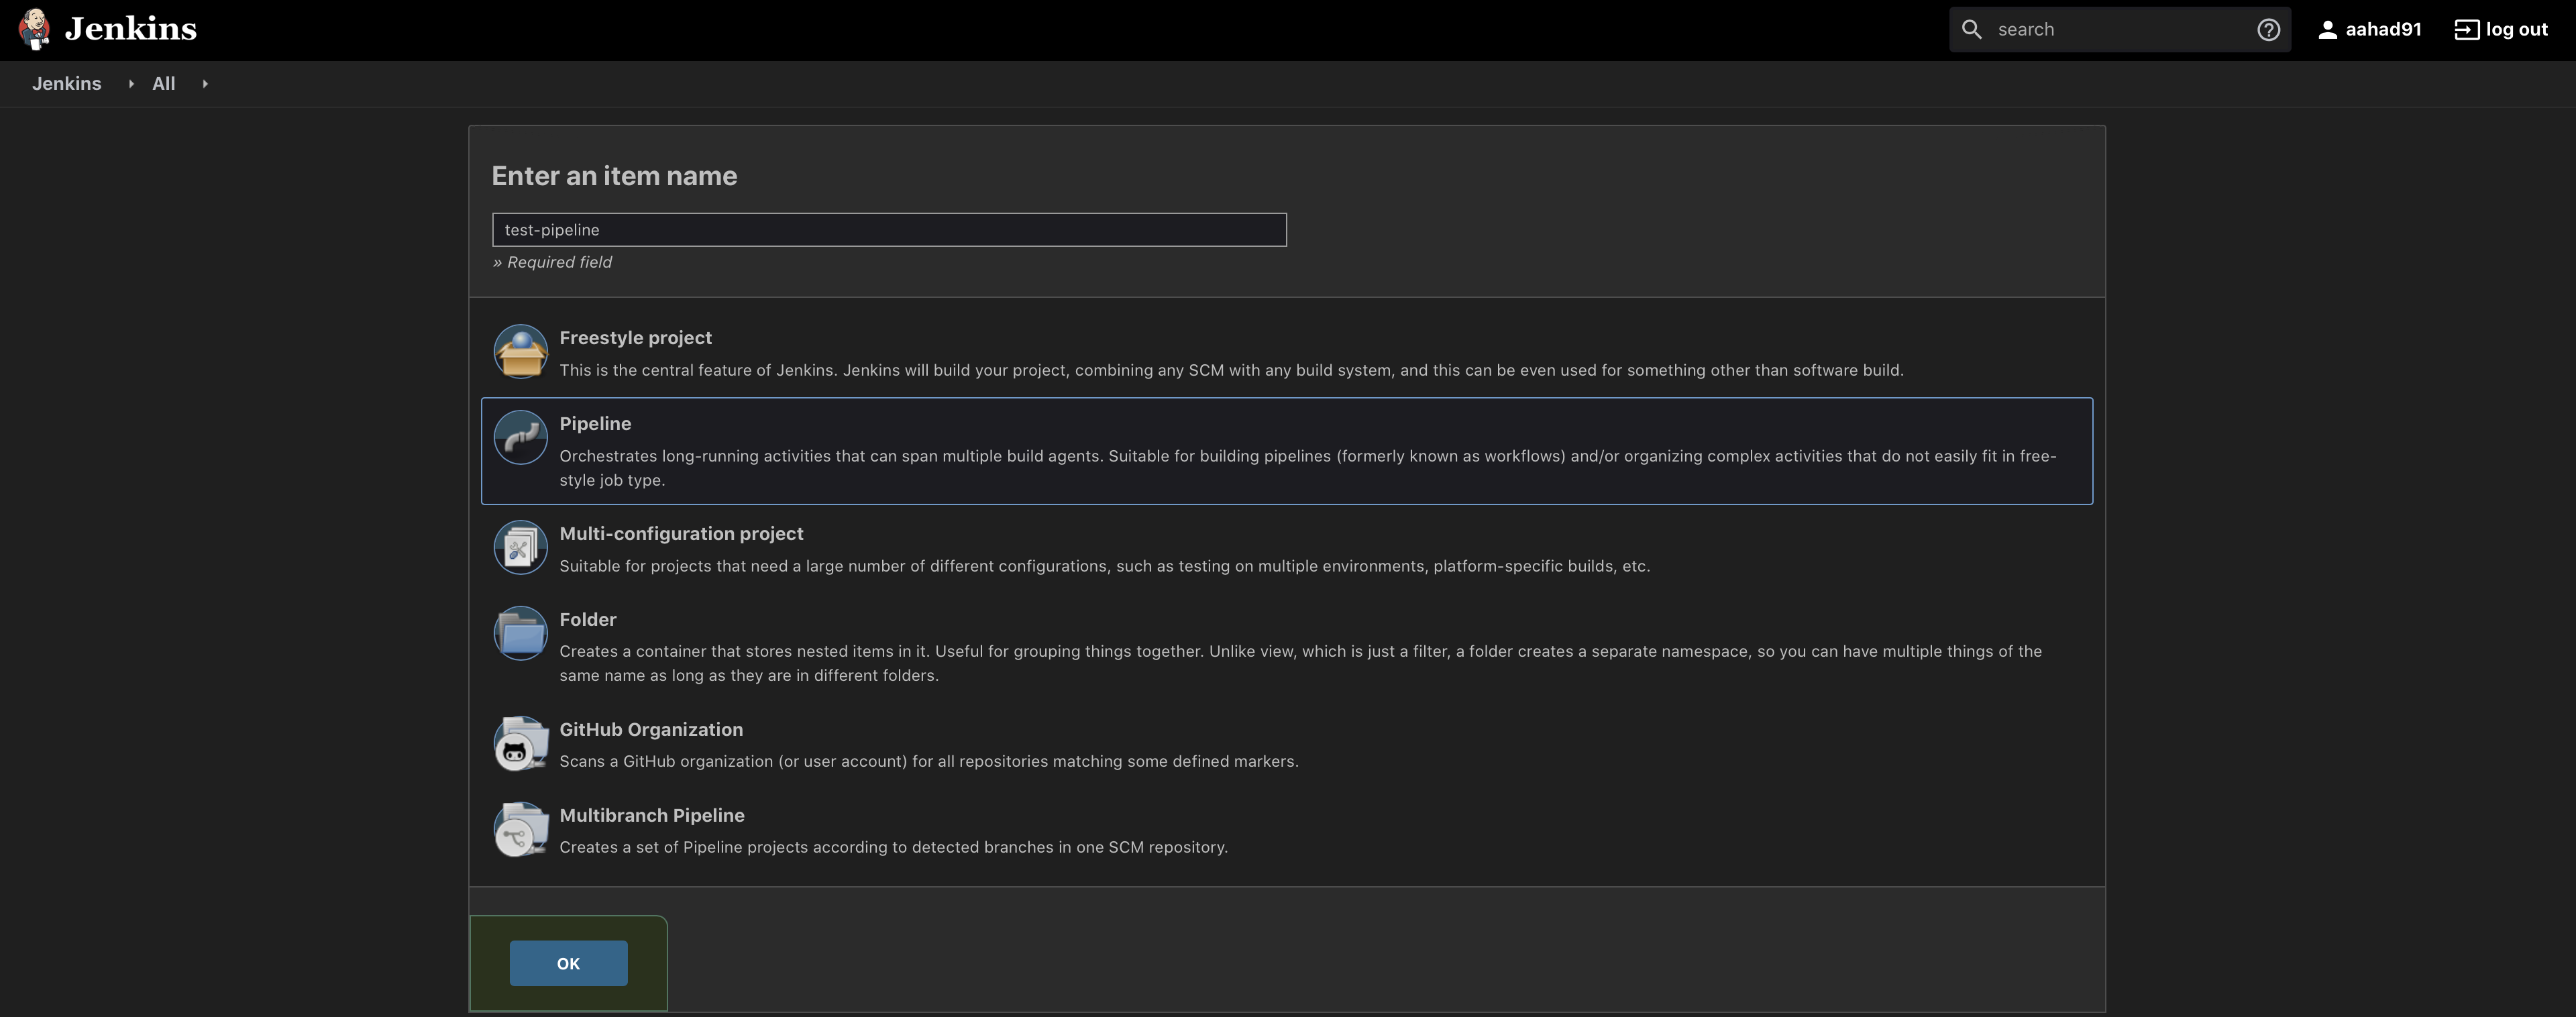 Jenkins
search
aahad91
log out
Jenkins
All
Enter an item name
test-pipeline
» Required field
Freestyle project
This is the central feature of Jenkins. Jenkins will build your project, combining any SCM with any build system, and this can be even used for something other than software build.
Pipeline
Orchestrates long-running activities that can span multiple build agents. Suitable for building pipelines (formerly known as workflows) and/or organizing complex activities that do not easily fit in free-
style job type.
Multi-configuration project
Suitable for projects that need a large number of different configurations, such as testing on multiple environments, platform-specific builds, etc.
Folder
Creates a container that stores nested items in it. Useful for grouping things together. Unlike view, which is just a filter, a folder creates a separate namespace, so you can have multiple things of the
same name as long as they are in different folders.
GitHub Organization
Scans a GitHub organization (or user account) for all repositories matching some defined markers.
Multibranch Pipeline
Creates a set of Pipeline projects according to detected branches in one SCM repository.
OK